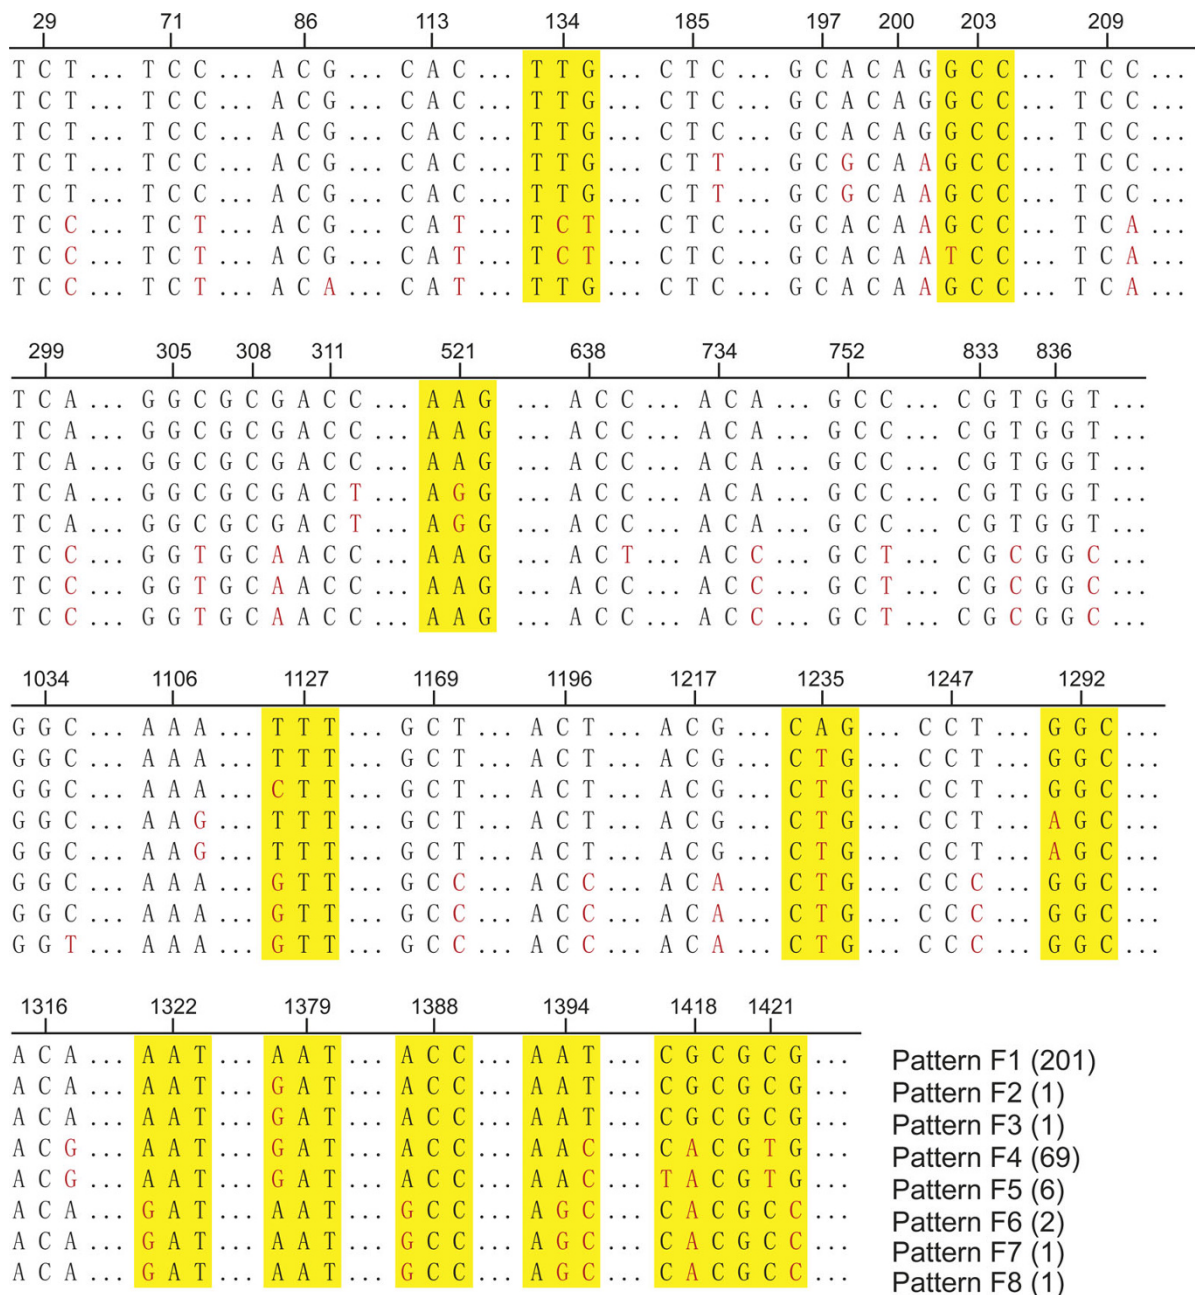 29 71 86 113 134 185 197 200 203 209
T C T ... T C C ... A C G ... C A C ... T T G ... C T C ... G C A C A G G C C ... T C C ...
T C T ... T C C ... A C G ... C A C ... T T G ... C T C ... G C A C A G G C C ... T C C ...
T C T ... T C C ... A C G ... C A C ... T T G ... C T C ... G C A C A G G C C ... T C C ...
T C T ... T C C ... A C G ... C A C ... T T G ... C T T ... G C G C A A G C C ... T C C ...
T C T ... T C C ... A C G ... C A C ... T T G ... C T T ... G C G C A A G C C ... T C C ...
T C C ... T C T ... A C G ... C A T ... T C T ... C T C ... G C A C A A G C C ... T C A ...
T C C ... T C T ... A C G ... C A T ... T C T ... C T C ... G C A C A A T C C ... T C A ...
T C C ... T C T ... A C A ... C A T ... T T G ... C T C ... G C A C A A G C C ... T C A ...
299 305 308 311 521 638 734 752 833 836
T C A ... G G C G C G A C C ... A A G ... A C C ... A C A ... G C C ... C G T G G T ...
T C A ... G G C G C G A C C ... A A G ... A C C ... A C A ... G C C ... C G T G G T ...
T C A ... G G C G C G A C C ... A A G ... A C C ... A C A ... G C C ... C G T G G T ...
T C A ... G G C G C G A C T ... A G G ... A C C ... A C A ... G C C ... C G T G G T ...
T C A ... G G C G C G A C T ... A G G ... A C C ... A C A ... G C C ... C G T G G T ...
T C C ... G G T G C A A C C ... A A G ... A C T ... A C C ... G C T ... C G C G G C ...
T C C ... G G T G C A A C C ... A A G ... A C C ... A C C ... G C T ... C G C G G C ...
T C C ... G G T G C A A C C ... A A G ... A C C ... A C C ... G C T ... C G C G G C ...
1034 1106 1127 1169 1196 1217 1235 1247 1292
G G C ... A A A ... T T T ... G C T ... A C T ... A C G ... C A G ... C C T ... G G C ...
G G C ... A A A ... T T T ... G C T ... A C T ... A C G ... C T G ... C C T ... G G C ...
G G C ... A A A ... C T T ... G C T ... A C T ... A C G ... C T G ... C C T ... G G C ...
G G C ... A A G ... T T T ... G C T ... A C T ... A C G ... C T G ... C C T ... A G C ...
G G C ... A A G ... T T T ... G C T ... A C T ... A C G ... C T G ... C C T ... A G C ...
G G C ... A A A ... G T T ... G C C ... A C C ... A C A ... C T G ... C C C ... G G C ...
G G C ... A A A ... G T T ... G C C ... A C C ... A C A ... C T G ... C C C ... G G C ...
G G T ... A A A ... G T T ... G C C ... A C C ... A C A ... C T G ... C C C ... G G C ...
1316 1322 1379 1388 1394 1418 1421
A C A ... A A T ... A A T ... A C C ... A A T ... C G C G C G ... Pattern F1 (201)
A C A ... A A T ... G A T ... A C C ... A A T ... C G C G C G ... Pattern F2 (1)
A C A ... A A T ... G A T ... A C C ... A A T ... C G C G C G ... Pattern F3 (1)
A C G ... A A T ... G A T ... A C C ... A A C ... C A C G T G ... Pattern F4 (69)
A C G ... A A T ... G A T ... A C C ... A A C ... T A C G T G ... Pattern F5 (6)
A C A ... G A T ... A A T ... G C C ... A G C ... C A C G C C ... Pattern F6 (2)
A C A ... G A T ... A A T ... G C C ... A G C ... C A C G C C ... Pattern F7 (1)
A C A ... G A T ... A A T ... G C C ... A G C ... C A C G C C ... Pattern F8 (1)